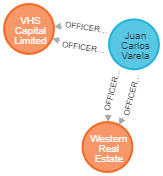 VHS
Capital
Limited
OFFICER...
OFFICER...
Juan
Carlos
Varela
OFFICER...
OFFICER...
Western
Real
Estate